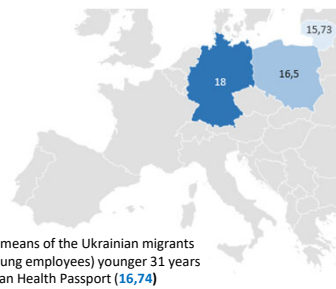 15,73
16,5
18
means of the Ukrainian migrants
ung employees) younger 31 years
an Health Passport (16,74)